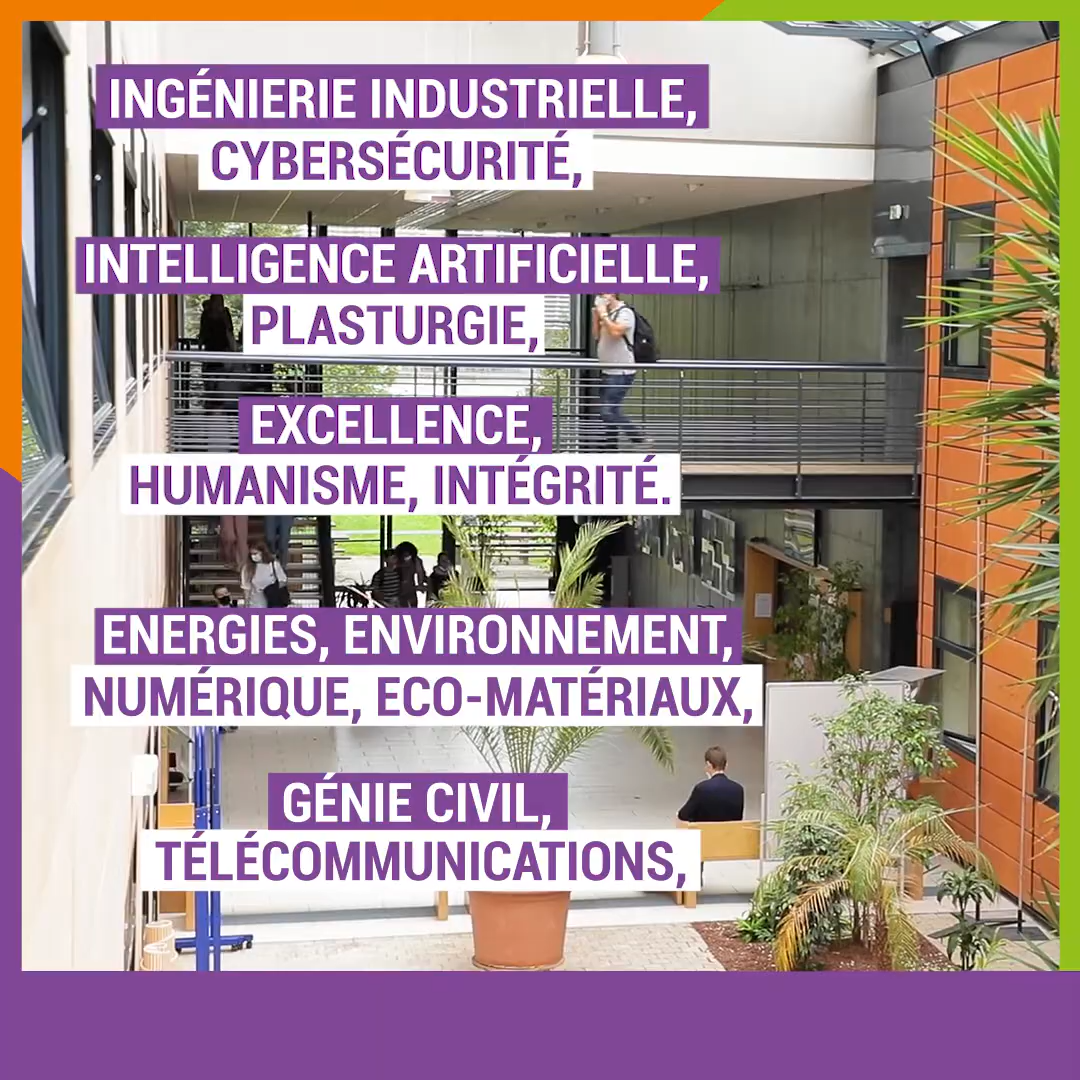 INGÉNIERIE INDUSTRIELLE,
CYBERSÉCURITÉ,
INTELLIGENCE ARTIFICIELLE,
PLASTURGIE,
EXCELLENCE,
HUMANISME, INTÉGRITÉ.
ENERGIES, ENVIRONNEMENT,
NUMÉRIQUE, ECO-MATÉRIAUX,
GÉNIE CIVIL,
TÉLÉCOMMUNICATIONS,